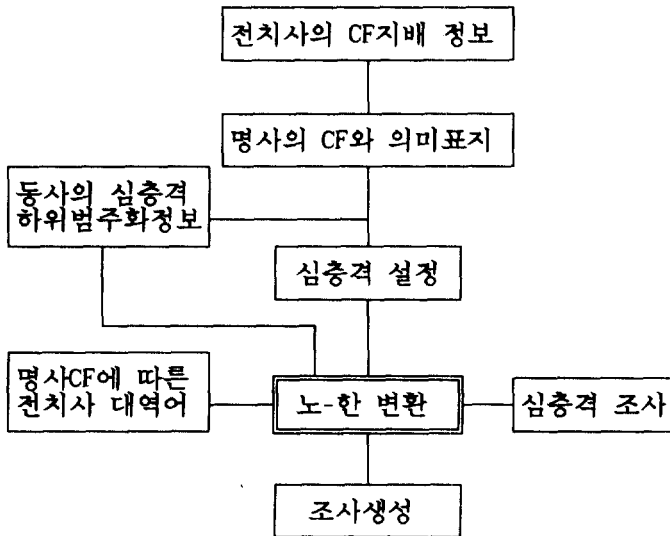 전치사의 CF지배 정보
명사의 CF와 의미표지
동사의 심층격
하위범주화정보
심층격 설정
명사CF에 따른
전치사 대역어
노-한 변환
심층격 조사
조사생성